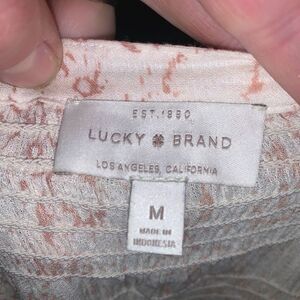 EST. 1990
LUCKY BRAND
LOS ANGELES, CALIFORNIA
M
MADE IN
INDONESIA